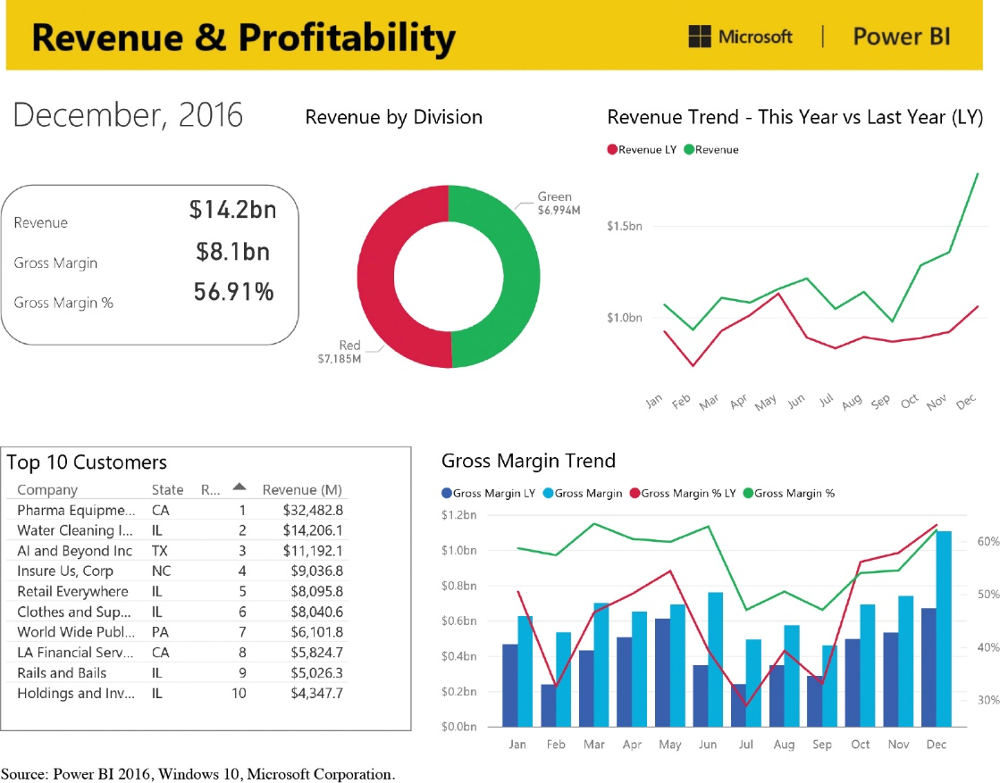 Revenue & Profitability
Microsoft | Power BI
December, 2016
Revenue $14.2bn
Gross Margin $8.1bn
Gross Margin % 56.91%
Revenue by Division
Green
$6,994M
Red
$7,185M
Revenue Trend - This Year vs Last Year (LY)
Revenue LY Revenue
$1.5bn
$1.0bn
Jan Feb Mar Apr May Jun Jul Aug Sep Oct Nov Dec
Top 10 Customers
Company State R... Revenue (M)
Pharma Equipme... CA 1 $32,482.8
Water Cleaning I... IL 2 $14,206.1
AI and Beyond Inc TX 3 $11,192.1
Insure Us, Corp NC 4 $9,036.8
Retail Everywhere IL 5 $8,095.8
Clothes and Sup... IL 6 $8,040.6
World Wide Publ... PA 7 $6,101.8
LA Financial Serv... CA 8 $5,824.7
Rails and Bails IL 9 $5,026.3
Holdings and Inv... IL 10 $4,347.7
Gross Margin Trend
Gross Margin LY Gross Margin Gross Margin % LY Gross Margin %
$1.2bn
$1.0bn
$0.8bn
$0.6bn
$0.4bn
$0.2bn
$0.0bn
60%
50%
40%
30%
Jan Feb Mar Apr May Jun Jul Aug Sep Oct Nov Dec
Source: Power BI 2016, Windows 10, Microsoft Corporation.